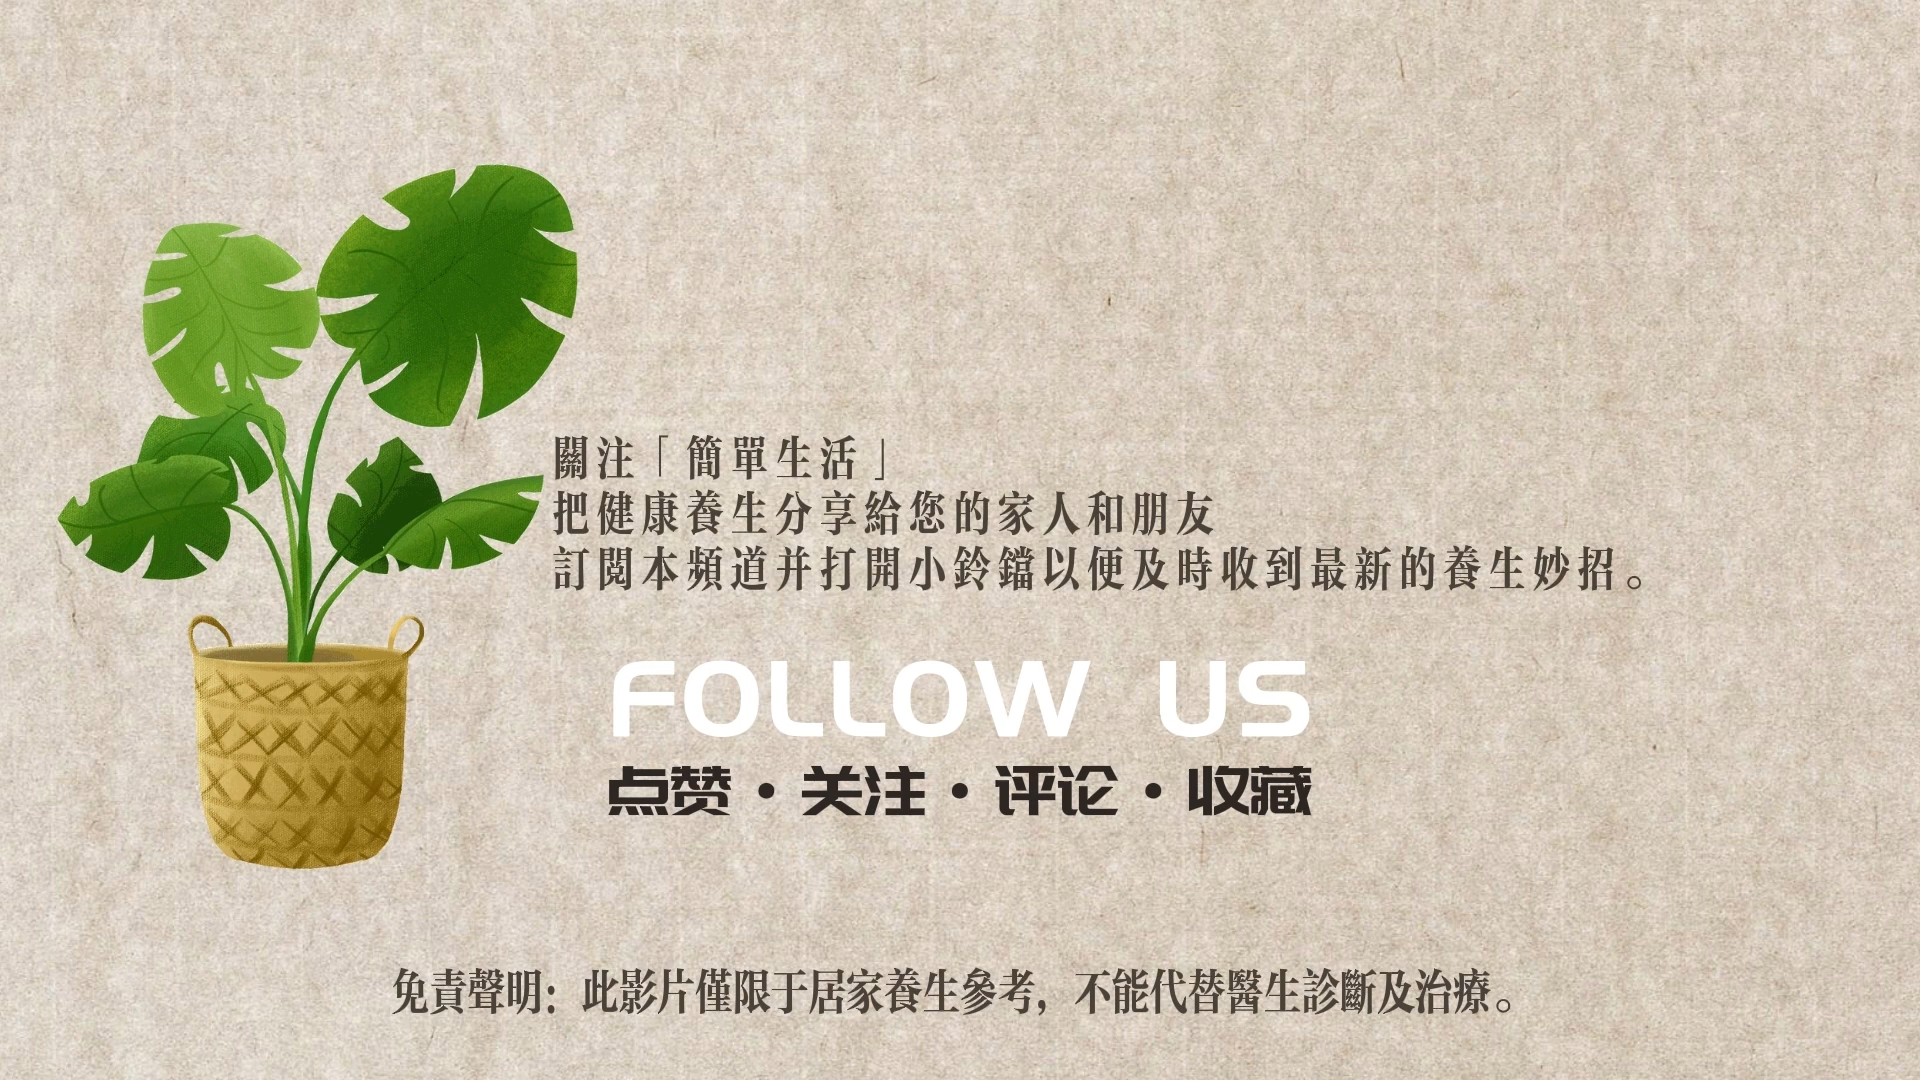 關注「簡單生活」
把健康養生分享給您的家人和朋友
訂閱本頻道并打開小鈴鐺以便及時收到最新的養生妙招。
FOLLOW US
点赞·关注·评论·收藏
免責聲明：此影片僅限于居家養生參考，不能代替醫生診斷及治療。